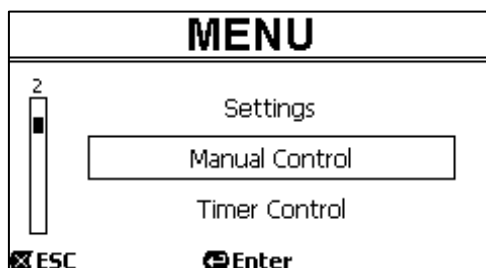 MENU
2
Settings
Manual Control
Timer Control
ESC Enter